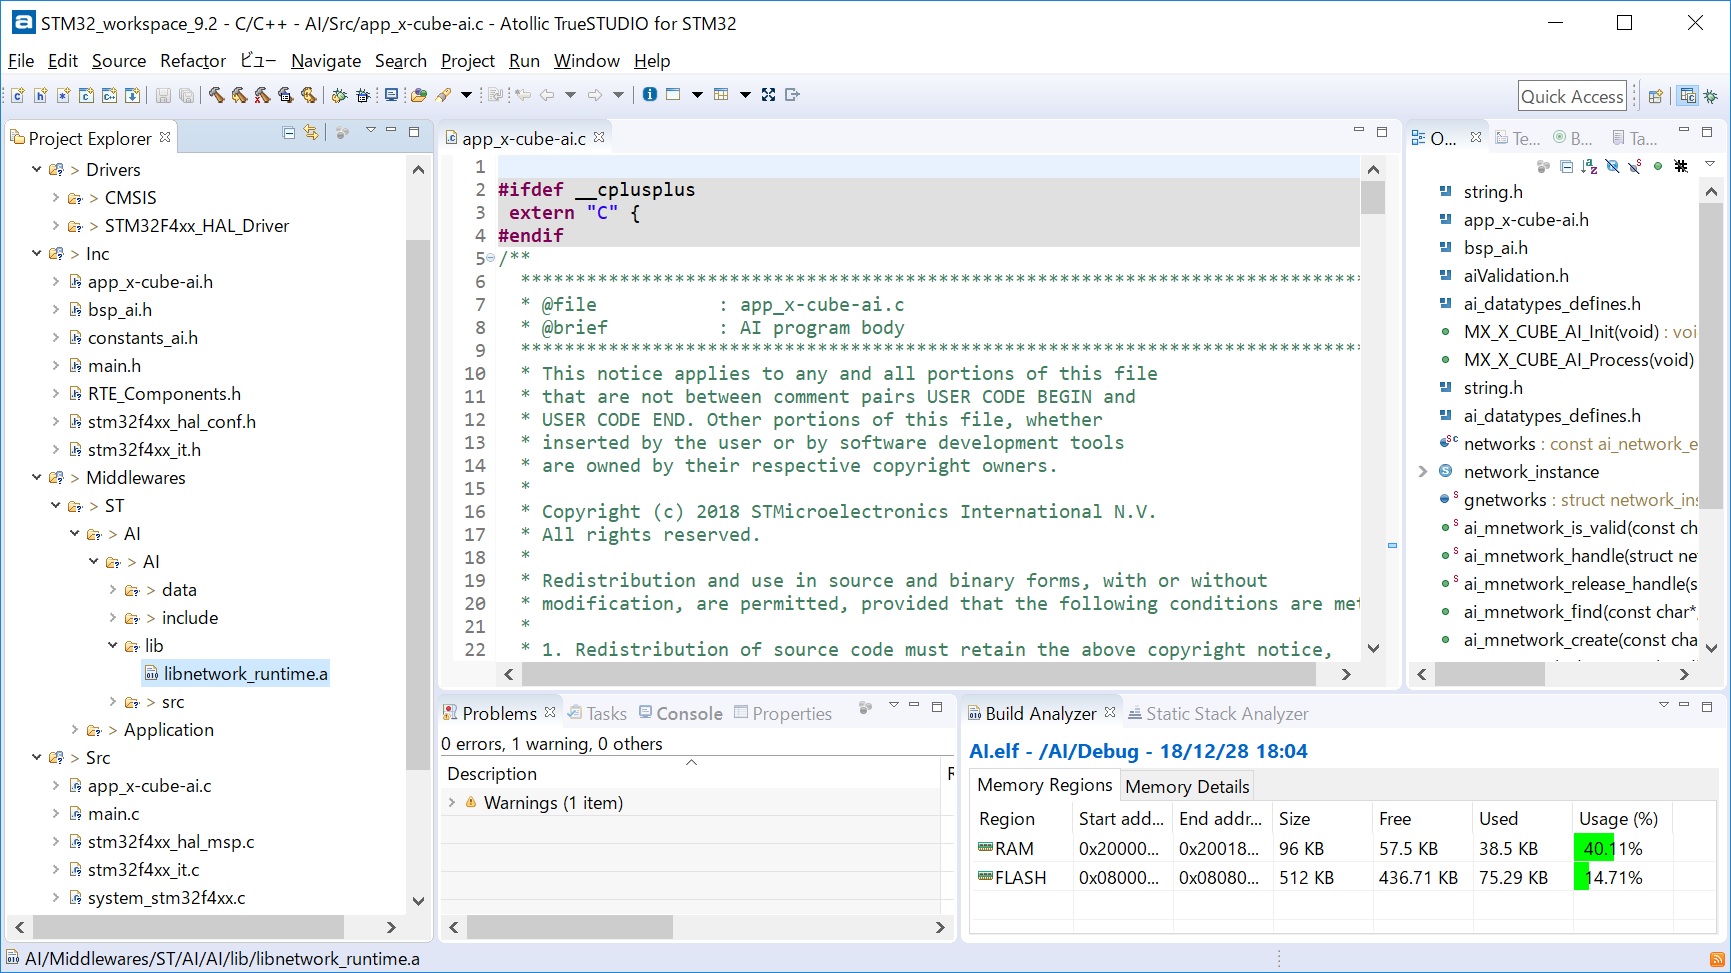 STM32_workspace_9.2 - C/C++ - AI/Src/app_x-cube-ai.c - Atollic TrueSTUDIO for STM32
File Edit Source Refactor ビュー Navigate Search Project Run Window Help
Quick Access
Project Explorer
> Drivers
> CMSIS
> STM32F4xx_HAL_Driver
> Inc
app_x-cube-ai.h
bsp_ai.h
constants_ai.h
main.h
RTE_Components.h
stm32f4xx_hal_conf.h
stm32f4xx_it.h
> Middlewares
> ST
> AI
> AI
> data
> include
lib
libnetwork_runtime.a
> src
> Application
> Src
app_x-cube-ai.c
main.c
stm32f4xx_hal_msp.c
stm32f4xx_it.c
system_stm32f4xx.c
app_x-cube-ai.c
1
2 #ifdef __cplusplus
3 extern "C" {
4 #endif
5 /**
6 ******************************************************************************
7 * @file : app_x-cube-ai.c
8 * @brief : AI program body
9 ******************************************************************************
10 * This notice applies to any and all portions of this file
11 * that are not between comment pairs USER CODE BEGIN and
12 * USER CODE END. Other portions of this file, whether
13 * inserted by the user or by software development tools
14 * are owned by their respective copyright owners.
15 *
16 * Copyright (c) 2018 STMicroelectronics International N.V.
17 * All rights reserved.
18 *
19 * Redistribution and use in source and binary forms, with or without
20 * modification, are permitted, provided that the following conditions are met
21 *
22 * 1. Redistribution of source code must retain the above copyright notice,
O... Te... B... Ta...
string.h
app_x-cube-ai.h
bsp_ai.h
aiValidation.h
ai_datatypes_defines.h
MX_X_CUBE_AI_Init(void) : voi
MX_X_CUBE_AI_Process(void)
string.h
ai_datatypes_defines.h
networks : const ai_network_e
network_instance
gnetworks : struct network_ins
ai_mnetwork_is_valid(const ch
ai_mnetwork_handle(struct ne
ai_mnetwork_release_handle(s
ai_mnetwork_find(const char*,
ai_mnetwork_create(const cha
Problems Tasks Console Properties
0 errors, 1 warning, 0 others
Description R
Warnings (1 item)
Build Analyzer Static Stack Analyzer
AI.elf - /AI/Debug - 18/12/28 18:04
Memory Regions Memory Details
Region Start add... End addr... Size Free Used Usage (%)
RAM 0x20000... 0x20018... 96 KB 57.5 KB 38.5 KB 40.11%
FLASH 0x08000... 0x08080... 512 KB 436.71 KB 75.29 KB 14.71%
AI/Middlewares/ST/AI/AI/lib/libnetwork_runtime.a